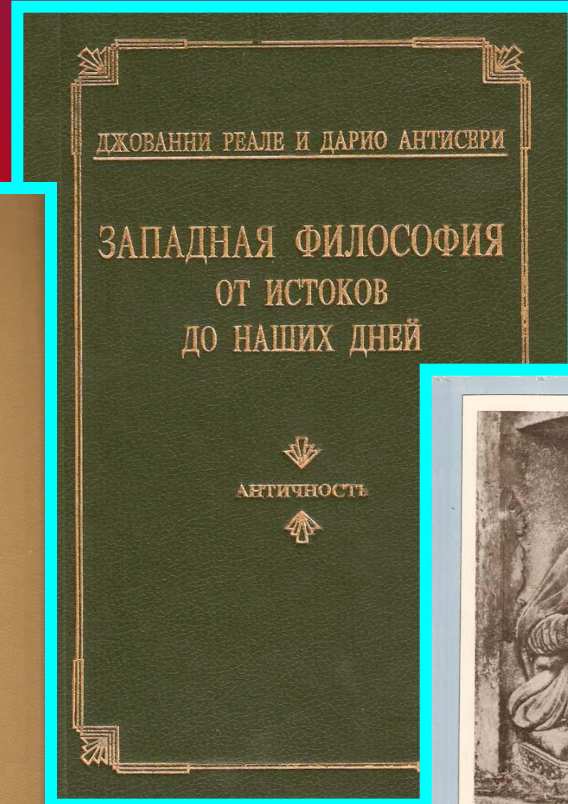 ДЖОВАННИ РЕАЛЕ И ДАРИО АНТИСЕРИ
ЗАПАДНАЯ ФИЛОСОФИЯ
ОТ ИСТОКОВ
ДО НАШИХ ДНЕЙ
АНТИЧНОСТЬ